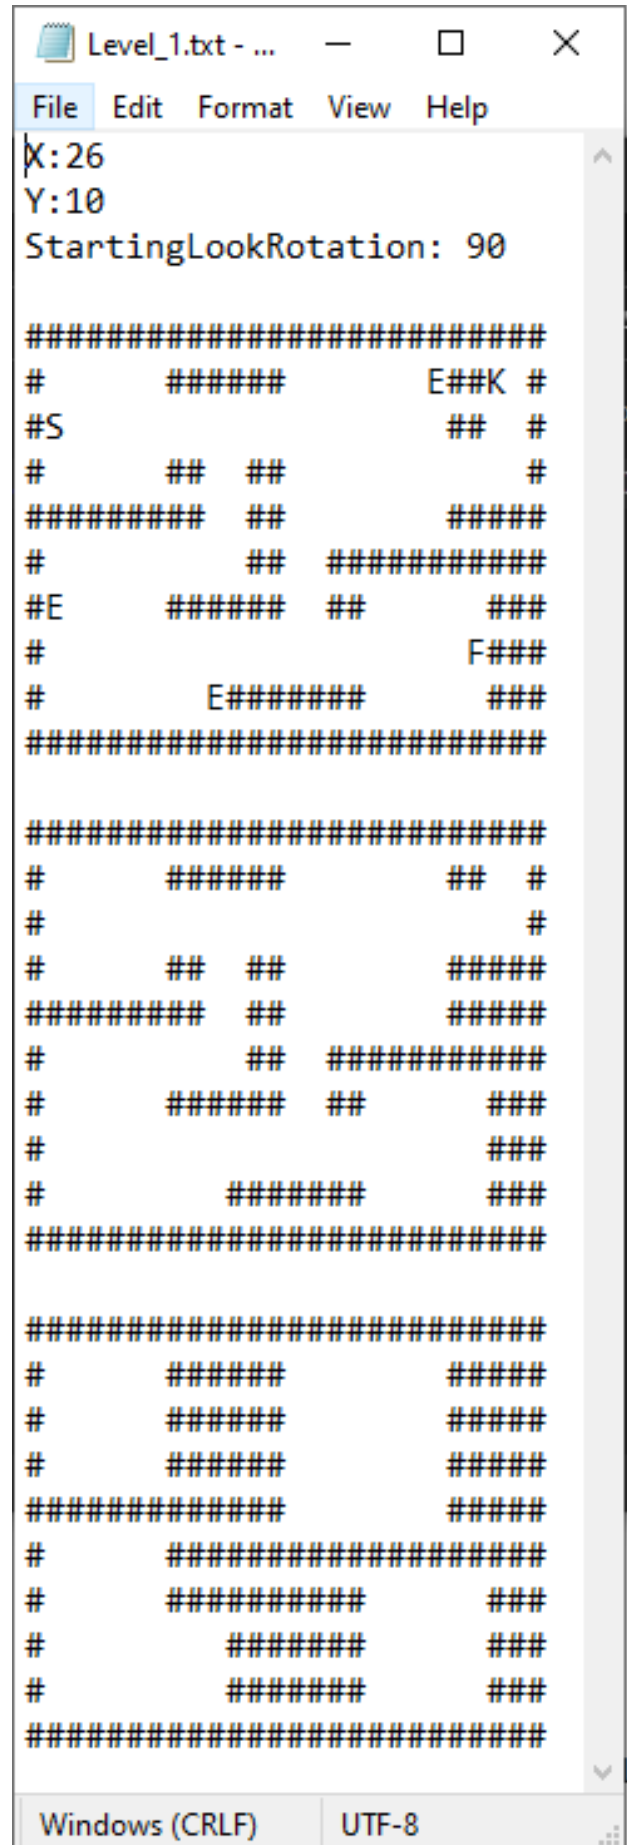 Level_1.txt - ...
File Edit Format View Help
X:26
Y:10
StartingLookRotation: 90

##########################
#      ######       E##K #
#S                   ##  #
#      ##  ##            #
#########  ##        #####
#          ##  ###########
#E     ######  ##      ###
#                     F###
#        E#######      ###
##########################

##########################
#      ######        ##  #
#                        #
#      ##  ##        #####
#########  ##        #####
#          ##  ###########
#      ######  ##      ###
#                      ###
#         #######      ###
##########################

##########################
#      ######        #####
#      ######        #####
#      ######        #####
#############        #####
#      ###################
#      ##########      ###
#         #######      ###
#         #######      ###
##########################
Windows (CRLF) UTF-8